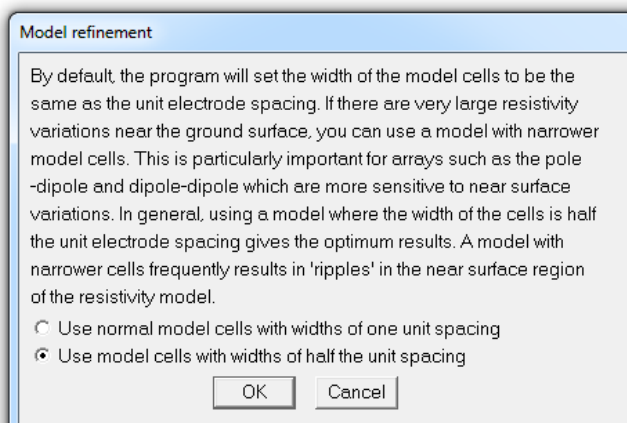 Model refinement
By default, the program will set the width of the model cells to be the
same as the unit electrode spacing. If there are very large resistivity
variations near the ground surface, you can use a model with narrower
model cells. This is particularly important for arrays such as the pole
-dipole and dipole-dipole which are more sensitive to near surface
variations. In general, using a model where the width of the cells is half
the unit electrode spacing gives the optimum results. A model with
narrower cells frequently results in 'ripples' in the near surface region
of the resistivity model.
Use normal model cells with widths of one unit spacing
Use model cells with widths of half the unit spacing
OK Cancel